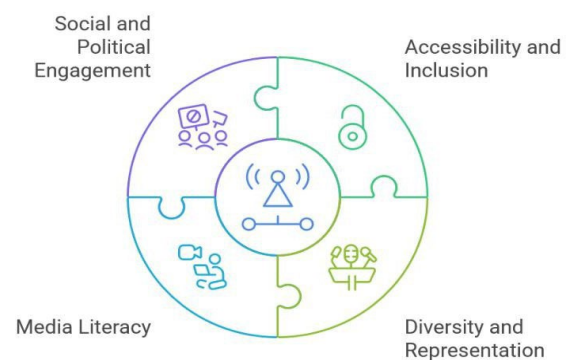 Social and
Political
Engagement
Accessibility and
Inclusion
Media Literacy
Diversity and
Representation